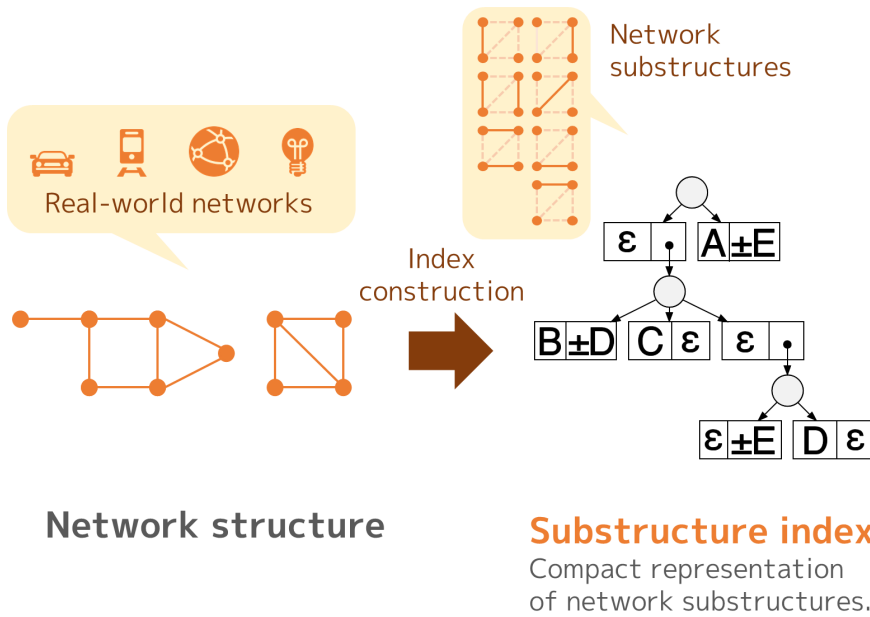 Network
substructures
Real-world networks
Index
construction
ε
A ±E
B ±D C ε ε
ε ±E D ε
Network structure
Substructure index
Compact representation
of network substructures.